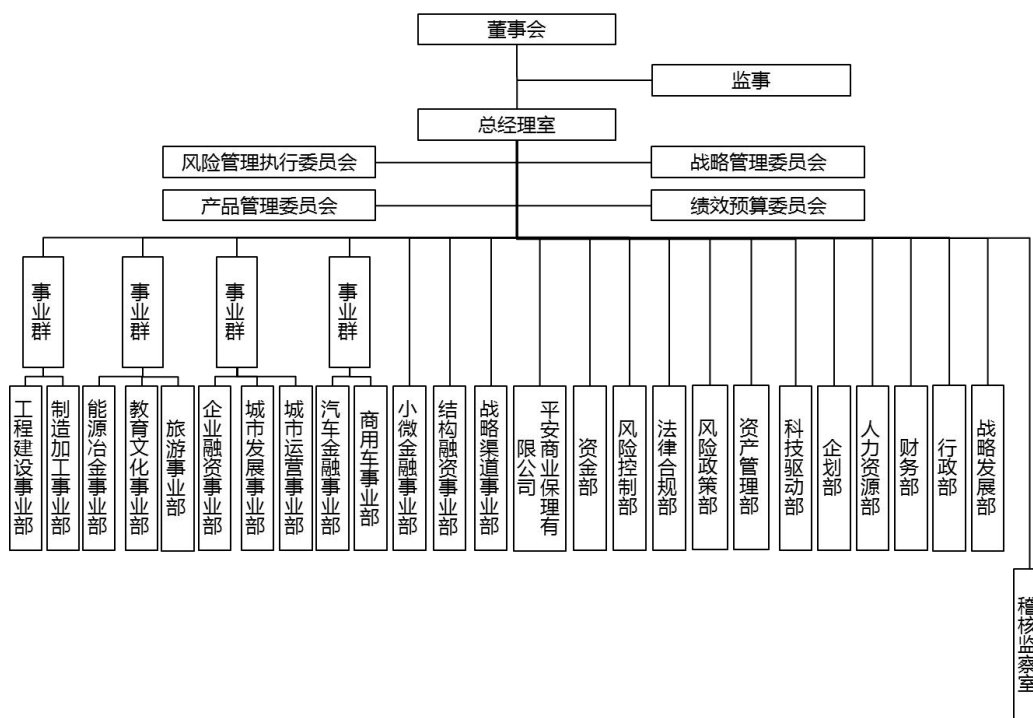 董事会
监事
总经理室
风险管理执行委员会
战略管理委员会
产品管理委员会
绩效预算委员会
事业群
事业群
事业群
事业群
工程建设事业部
制造加工事业部
能源冶金事业部
教育文化事业部
旅游事业部
企业融资事业部
城市发展事业部
城市运营事业部
汽车金融事业部
商用车事业部
小微金融事业部
结构融资事业部
战略渠道事业部
平安商业保理有
限公司
资金部
风险控制部
法律合规部
风险政策部
资产管理部
科技驱动部
企划部
人力资源部
财务部
行政部
战略发展部
稽核监察室